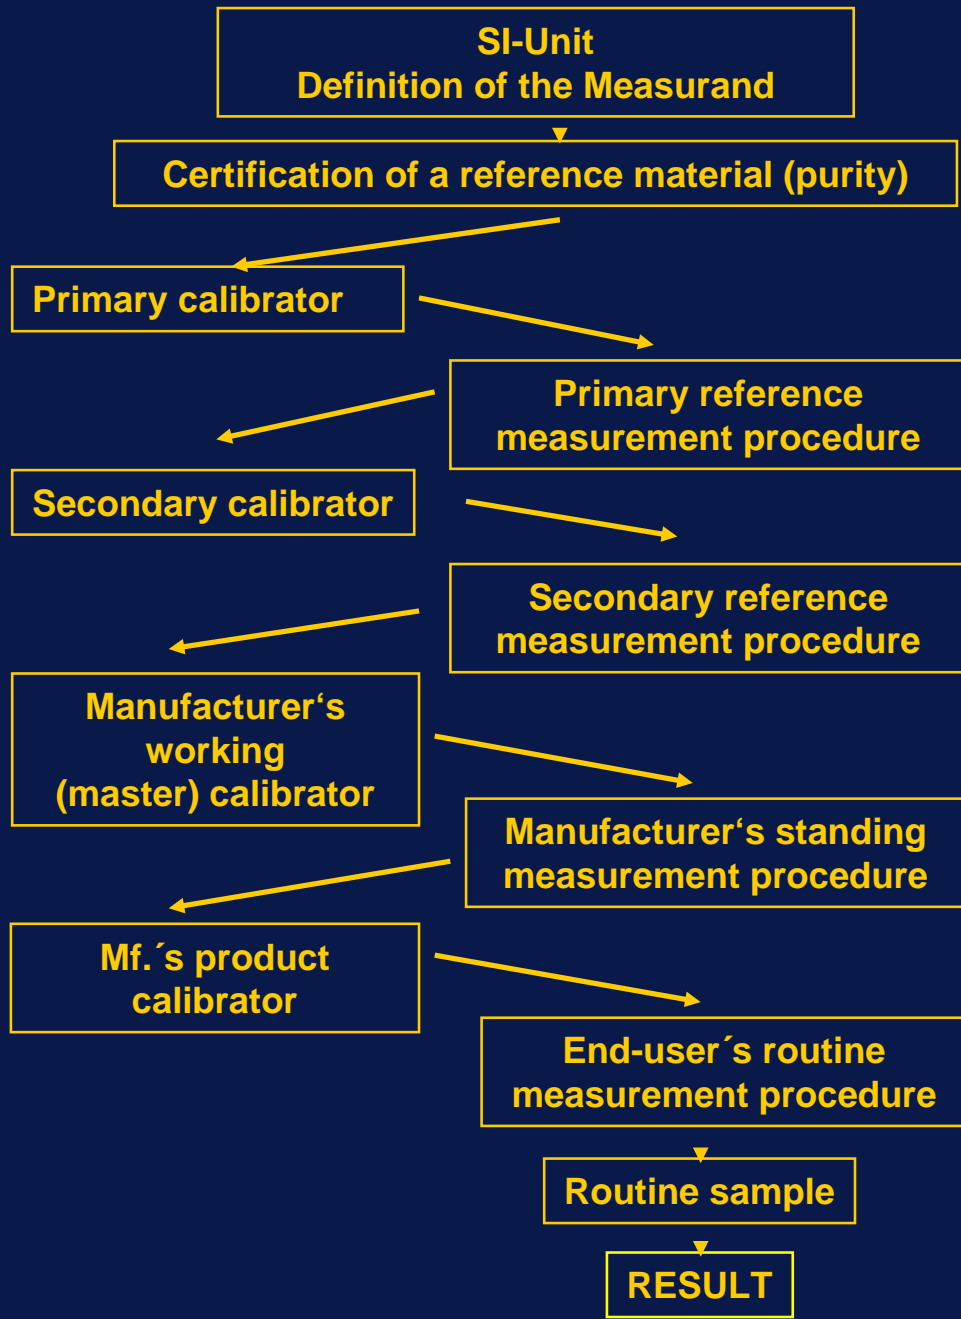 SI-Unit
Definition of the Measurand
Certification of a reference material (purity)
Primary calibrator
Primary reference
measurement procedure
Secondary calibrator
Secondary reference
measurement procedure
Manufacturer‘s
working
(master) calibrator
Manufacturer‘s standing
measurement procedure
Mf.´s product
calibrator
End-user´s routine
measurement procedure
Routine sample
RESULT